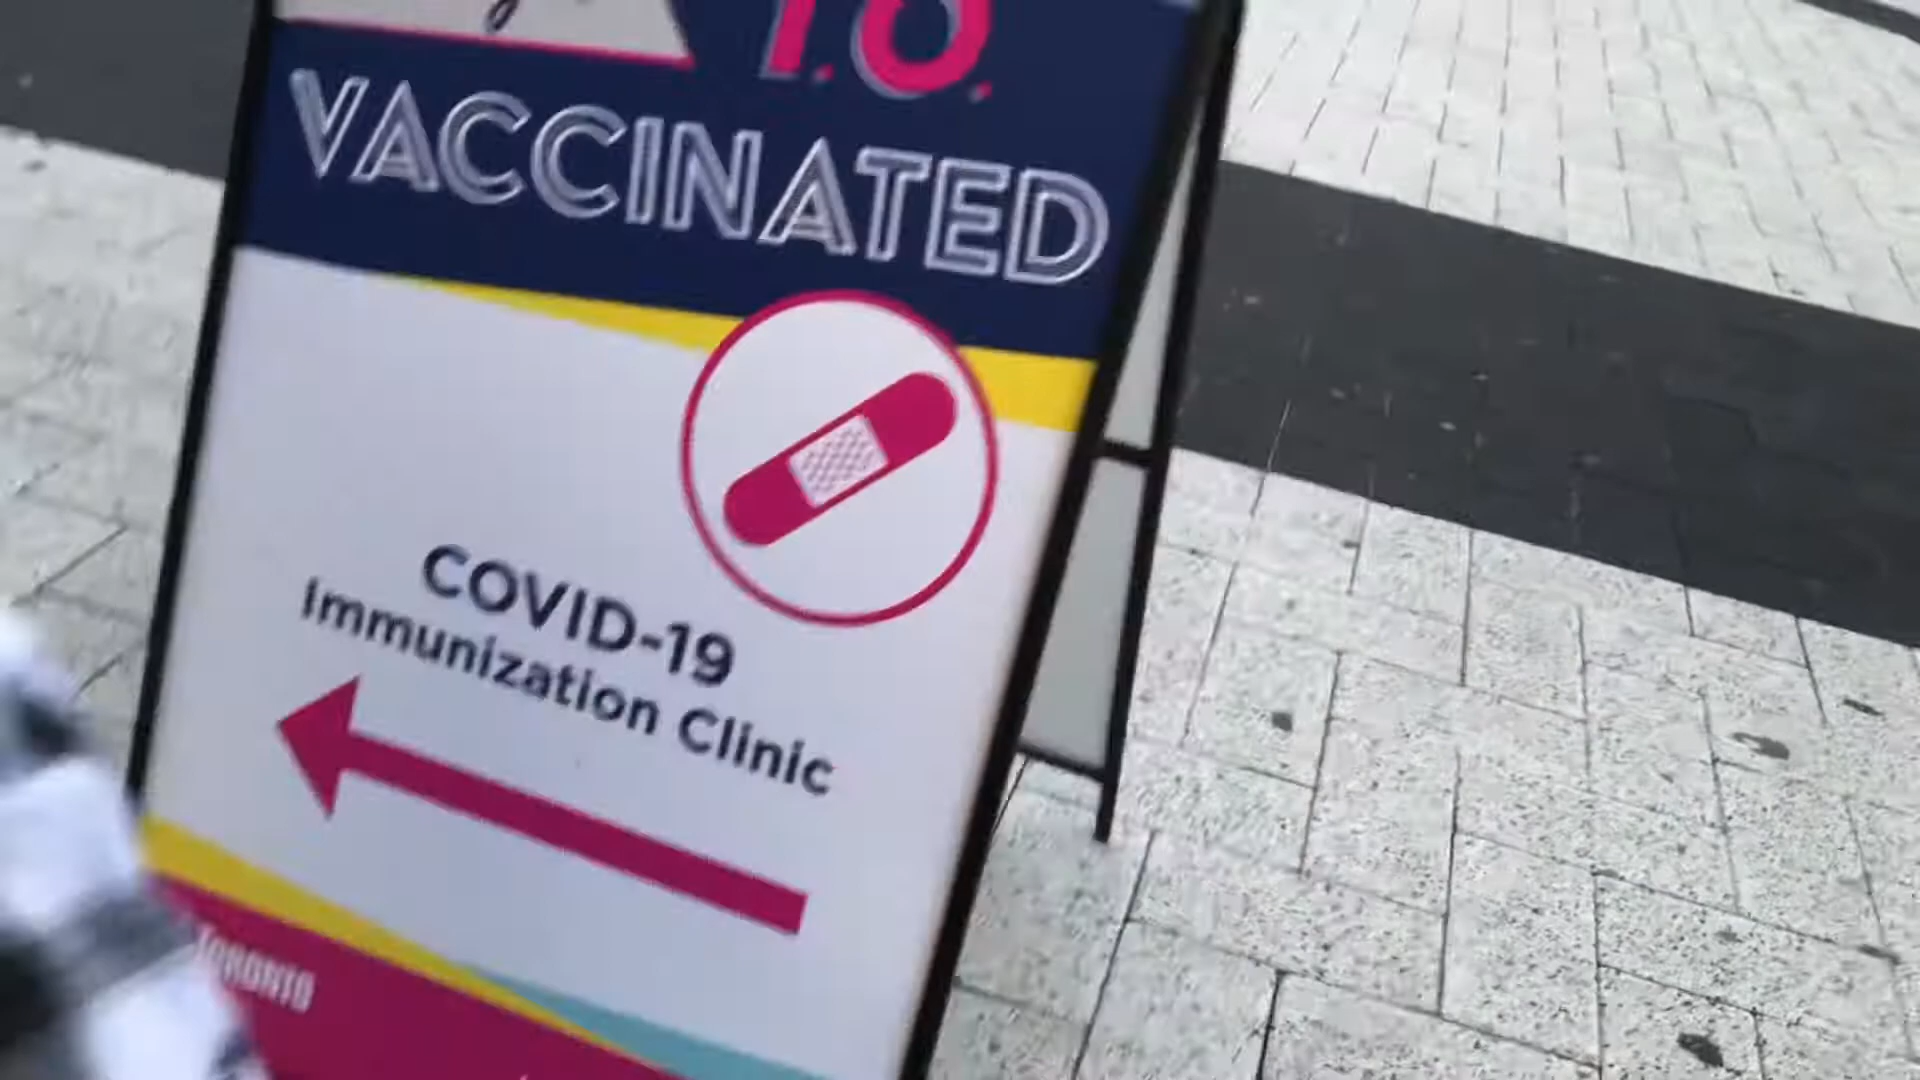 T.O.
VACCINATED
COVID-19
Immunization Clinic
TORONTO